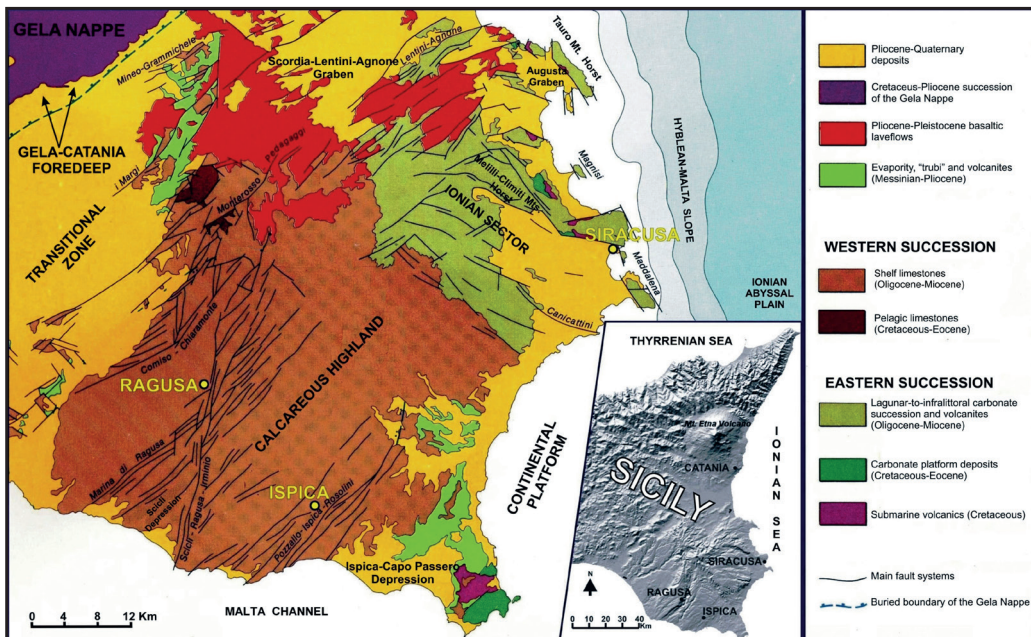 GELA NAPPE
Mineo-Grammichele
Scordia-Lentini-Agnone
Graben
Lentini-Agnone
Tauro Mt. Horst
Augusta
Graben
GELA-CATANIA
FOREDEEP
i Margi
Pedagaggi
Monterosso
TRANSITIONAL
ZONE
Melilli-Climiti Mts.
Horst
IONIAN SECTOR
Magnisi
SIRACUSA
Maddalena
HYBLEAN-MALTA SLOPE
IONIAN
ABYSSAL
PLAIN
Canicattini
Comiso - Chiaramonte
RAGUSA
CALCAREOUS HIGHLAND
CONTINENTAL
PLATFORM
Marina di Ragusa
Scicli
Depression
Scicli - Ragusa -Irminio
ISPICA
Pozzallo-Ispica-Rosolini
Ispica-Capo Passero
Depression
MALTA CHANNEL
0 4 8 12 Km
THYRRENIAN SEA
Mt. Etna Volcano
CATANIA
SICILY
IONIAN SEA
SIRACUSA
RAGUSA
ISPICA
N
0 10 20 30 40
Km
Pliocene-Quaternary
deposits
Cretaceus-Pliocene succession
of the Gela Nappe
Pliocene-Pleistocene basaltic
laveflows
Evapority, "trubi" and volcanites
(Messinian-Pliocene)
WESTERN SUCCESSION
Shelf limestones
(Oligocene-Miocene)
Pelagic limestones
(Cretaceous-Eocene)
EASTERN SUCCESSION
Lagunar-to-infralittoral carbonate
succession and volcanites
(Oligocene-Miocene)
Carbonate platform deposits
(Cretaceous-Eocene)
Submarine volcanics (Cretaceous)
Main fault systems
Buried boundary of the Gela Nappe